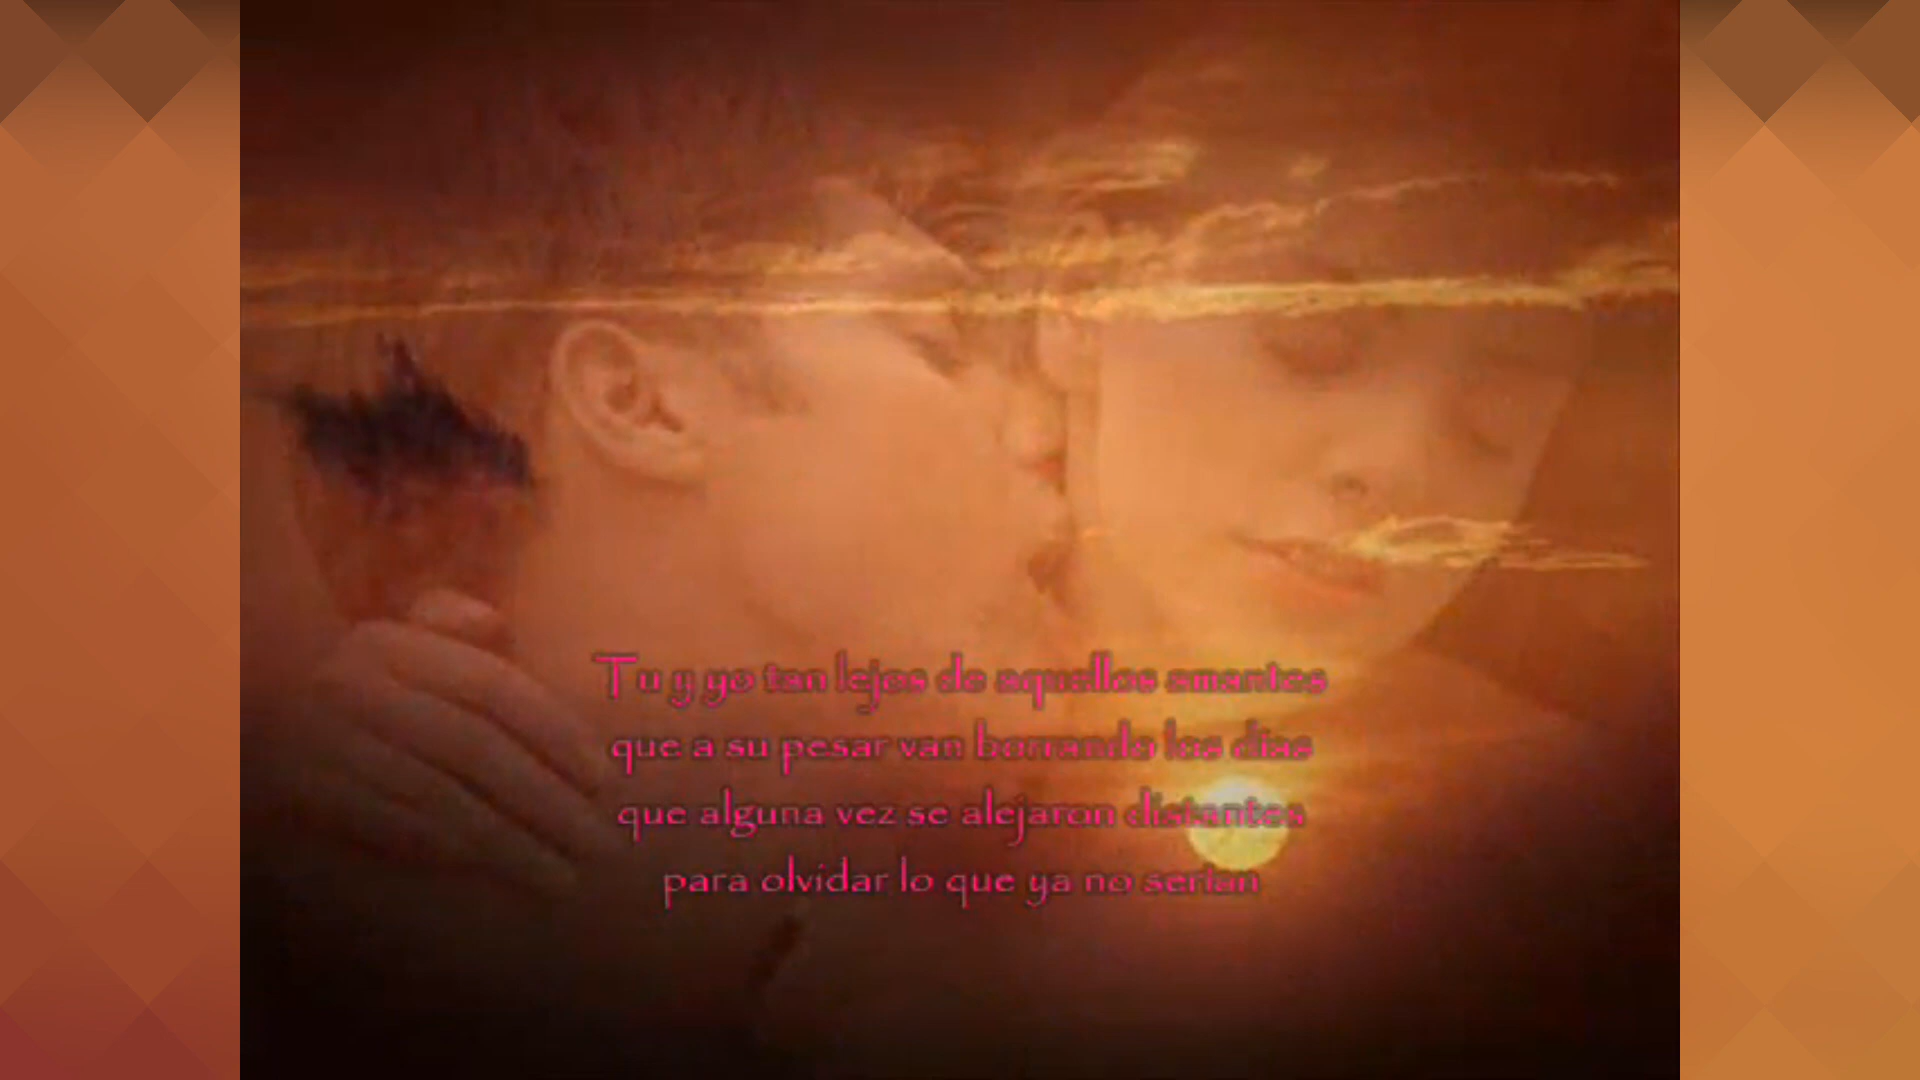 Tu y yo tan lejos de aquellos amantes
que a su pesar van borrando los dias
que alguna vez se alejaron distantes
para olvidar lo que ya no serían